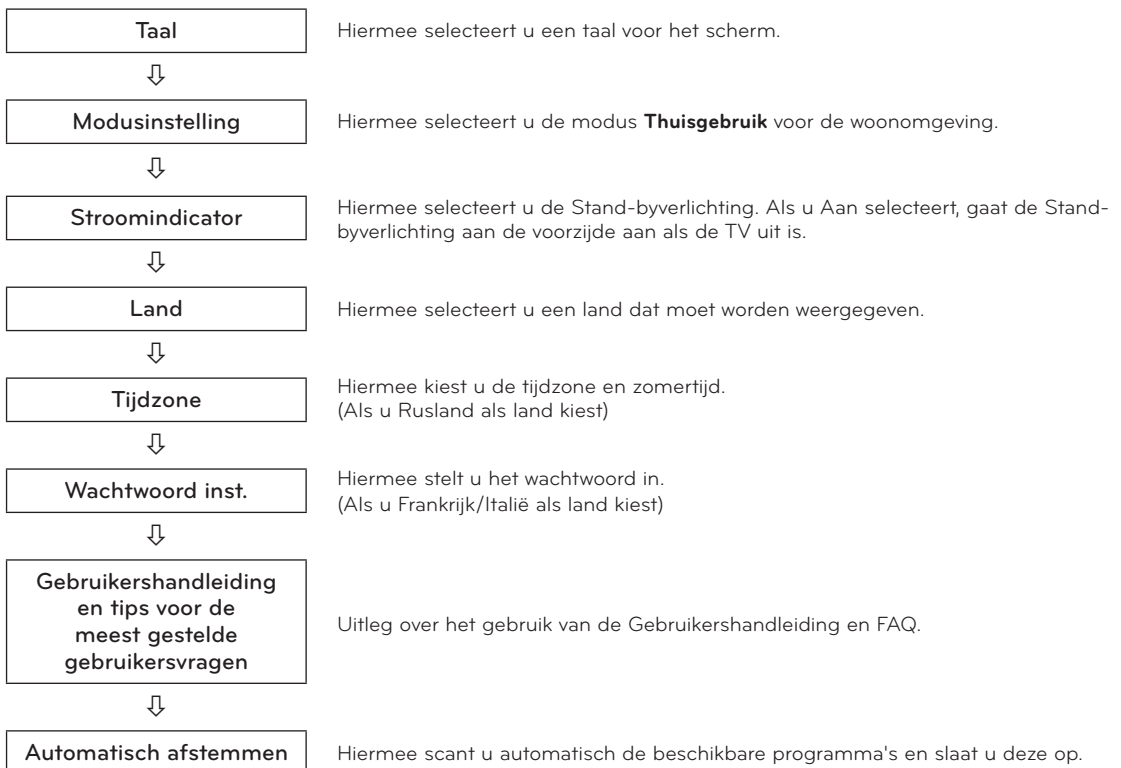 Taal
Hiermee selecteert u een taal voor het scherm.
Modusinstelling
Hiermee selecteert u de modus Thuisgebruik voor de woonomgeving.
Stroomindicator
Hiermee selecteert u de Stand-byverlichting. Als u Aan selecteert, gaat de Stand-
byverlichting aan de voorzijde aan als de TV uit is.
Land
Hiermee selecteert u een land dat moet worden weergegeven.
Tijdzone
Hiermee kiest u de tijdzone en zomertijd.
(Als u Rusland als land kiest)
Wachtwoord inst.
Hiermee stelt u het wachtwoord in.
(Als u Frankrijk/Italië als land kiest)
Gebruikershandleiding
en tips voor de
meest gestelde
gebruikersvragen
Uitleg over het gebruik van de Gebruikershandleiding en FAQ.
Automatisch afstemmen
Hiermee scant u automatisch de beschikbare programma's en slaat u deze op.